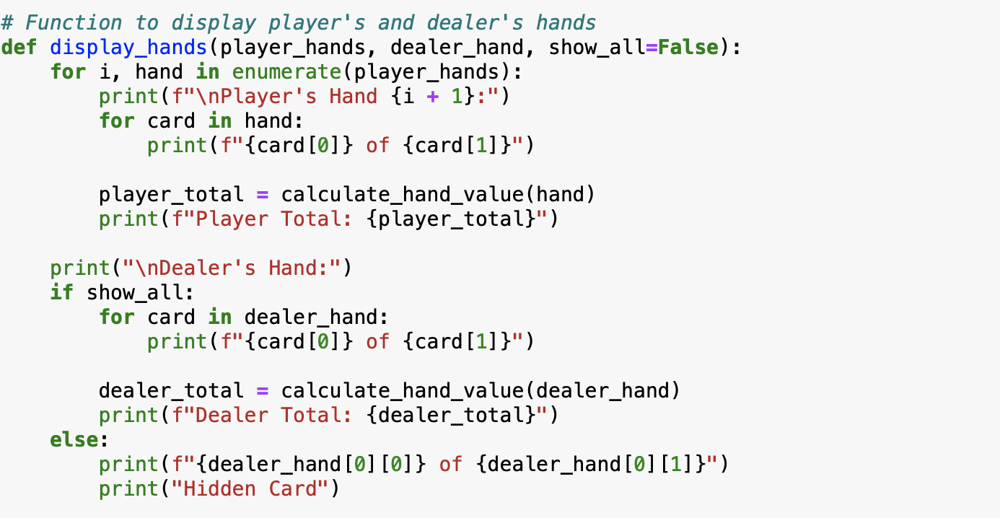 # Function to display player's and dealer's hands
def display_hands(player_hands, dealer_hand, show_all=False):
    for i, hand in enumerate(player_hands):
        print(f"\nPlayer's Hand {i + 1}:")
        for card in hand:
            print(f"{card[0]} of {card[1]}")

        player_total = calculate_hand_value(hand)
        print(f"Player Total: {player_total}")

    print("\nDealer's Hand:")
    if show_all:
        for card in dealer_hand:
            print(f"{card[0]} of {card[1]}")

        dealer_total = calculate_hand_value(dealer_hand)
        print(f"Dealer Total: {dealer_total}")
    else:
        print(f"{dealer_hand[0][0]} of {dealer_hand[0][1]}")
        print("Hidden Card")